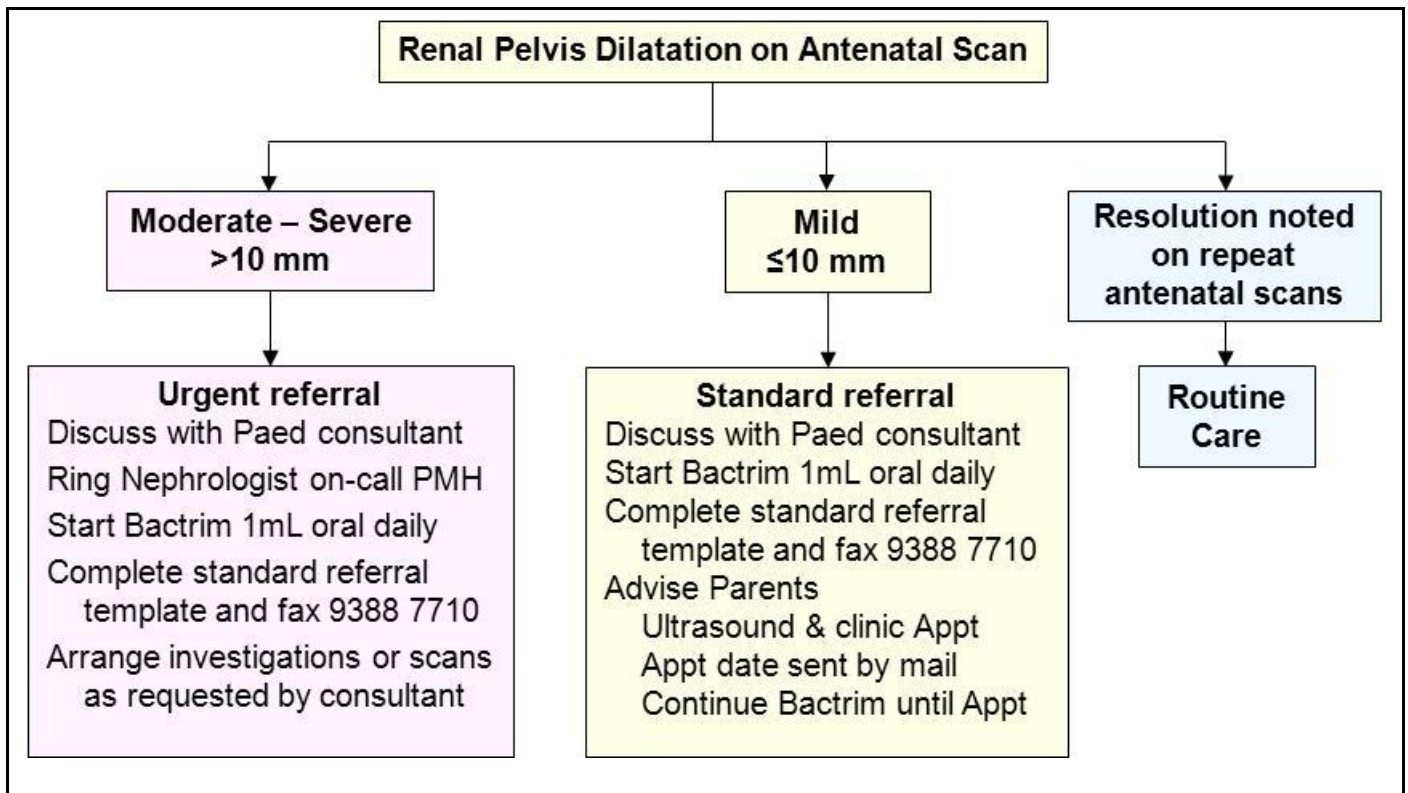 Renal Pelvis Dilatation on Antenatal Scan
Moderate – Severe
>10 mm
Urgent referral
Discuss with Paed consultant
Ring Nephrologist on-call PMH
Start Bactrim 1mL oral daily
Complete standard referral
template and fax 9388 7710
Arrange investigations or scans
as requested by consultant
Mild
≤10 mm
Standard referral
Discuss with Paed consultant
Start Bactrim 1mL oral daily
Complete standard referral
template and fax 9388 7710
Advise Parents
Ultrasound & clinic Appt
Appt date sent by mail
Continue Bactrim until Appt
Resolution noted
on repeat
antenatal scans
Routine
Care